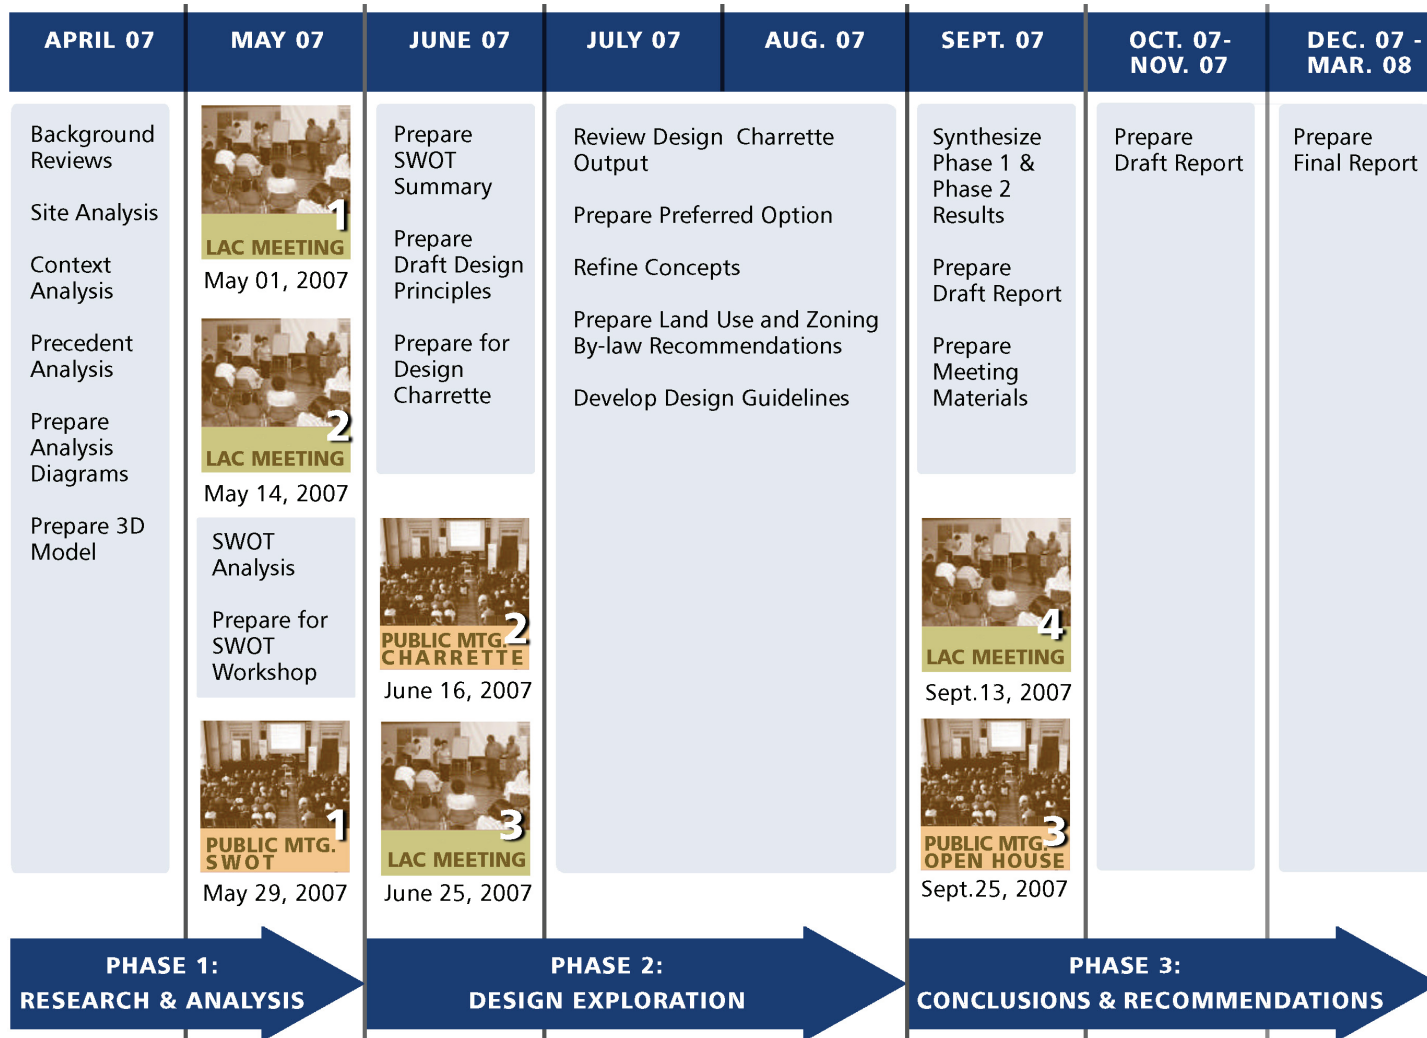 APRIL 07
MAY 07
JUNE 07
JULY 07
AUG. 07
SEPT. 07
OCT. 07-
NOV. 07
DEC. 07 -
MAR. 08
Background
Reviews
Site Analysis
Context
Analysis
Precedent
Analysis
Prepare
Analysis
Diagrams
Prepare 3D
Model
1
LAC MEETING
May 01, 2007
2
LAC MEETING
May 14, 2007
SWOT
Analysis
Prepare for
SWOT
Workshop
1
PUBLIC MTG.
SWOT
May 29, 2007
Prepare
SWOT
Summary
Prepare
Draft Design
Principles
Prepare for
Design
Charrette
2
PUBLIC MTG.
CHARRETTE
June 16, 2007
3
LAC MEETING
June 25, 2007
Review Design Charrette
Output
Prepare Preferred Option
Refine Concepts
Prepare Land Use and Zoning
By-law Recommendations
Develop Design Guidelines
Synthesize
Phase 1 &
Phase 2
Results
Prepare
Draft Report
Prepare
Meeting
Materials
4
LAC MEETING
Sept.13, 2007
3
PUBLIC MTG.
OPEN HOUSE
Sept.25, 2007
Prepare
Draft Report
Prepare
Final Report
PHASE 1:
RESEARCH & ANALYSIS
PHASE 2:
DESIGN EXPLORATION
PHASE 3:
CONCLUSIONS & RECOMMENDATIONS